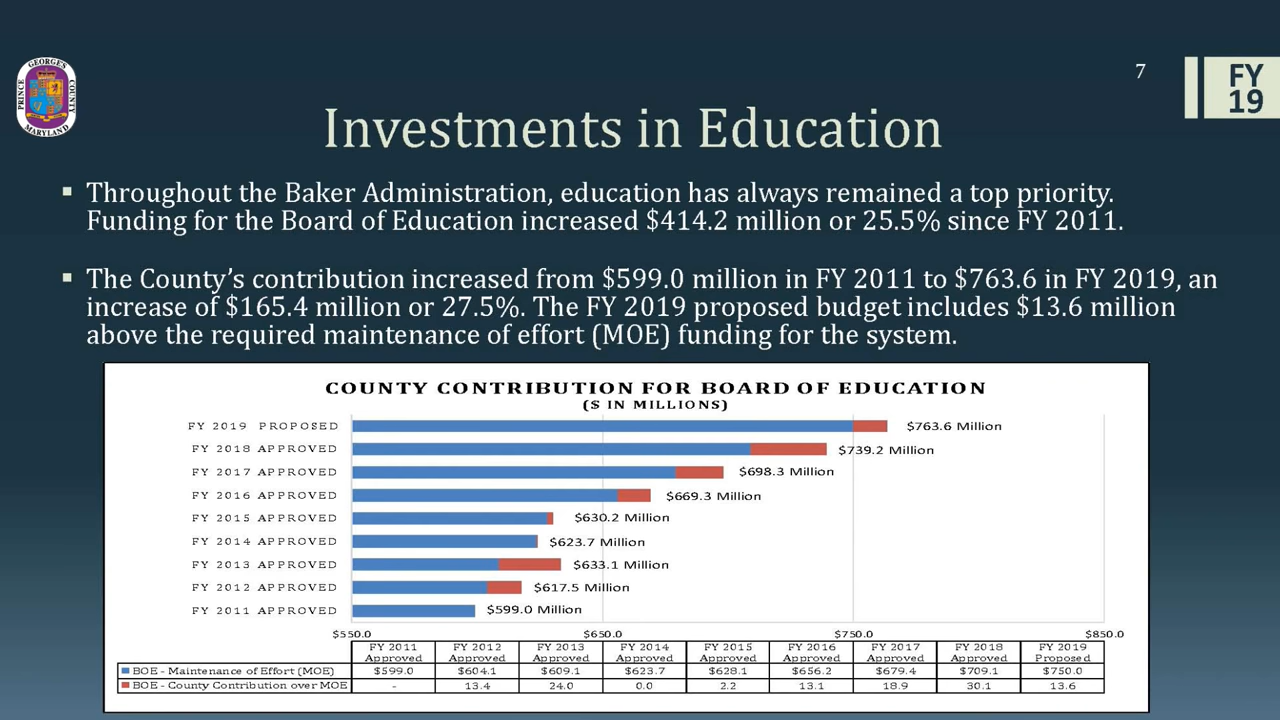 PRINCE GEORGE'S COUNTY MARYLAND
7
FY
19
Investments in Education
▪ Throughout the Baker Administration, education has always remained a top priority.
Funding for the Board of Education increased $414.2 million or 25.5% since FY 2011.
▪ The County's contribution increased from $599.0 million in FY 2011 to $763.6 in FY 2019, an
increase of $165.4 million or 27.5%. The FY 2019 proposed budget includes $13.6 million
above the required maintenance of effort (MOE) funding for the system.
COUNTY CONTRIBUTION FOR BOARD OF EDUCATION
($ IN MILLIONS)
FY 2019 PROPOSED $763.6 Million
FY 2018 APPROVED $739.2 Million
FY 2017 APPROVED $698.3 Million
FY 2016 APPROVED $669.3 Million
FY 2015 APPROVED $630.2 Million
FY 2014 APPROVED $623.7 Million
FY 2013 APPROVED $633.1 Million
FY 2012 APPROVED $617.5 Million
FY 2011 APPROVED $599.0 Million
$550.0 $650.0 $750.0 $850.0
FY 2011 FY 2012 FY 2013 FY 2014 FY 2015 FY 2016 FY 2017 FY 2018 FY 2019
Approved Approved Approved Approved Approved Approved Approved Approved Proposed
BOE - Maintenance of Effort (MOE) $599.0 $604.1 $609.1 $623.7 $628.1 $656.2 $679.4 $709.1 $750.0
BOE - County Contribution over MOE - 13.4 24.0 0.0 2.2 13.1 18.9 30.1 13.6